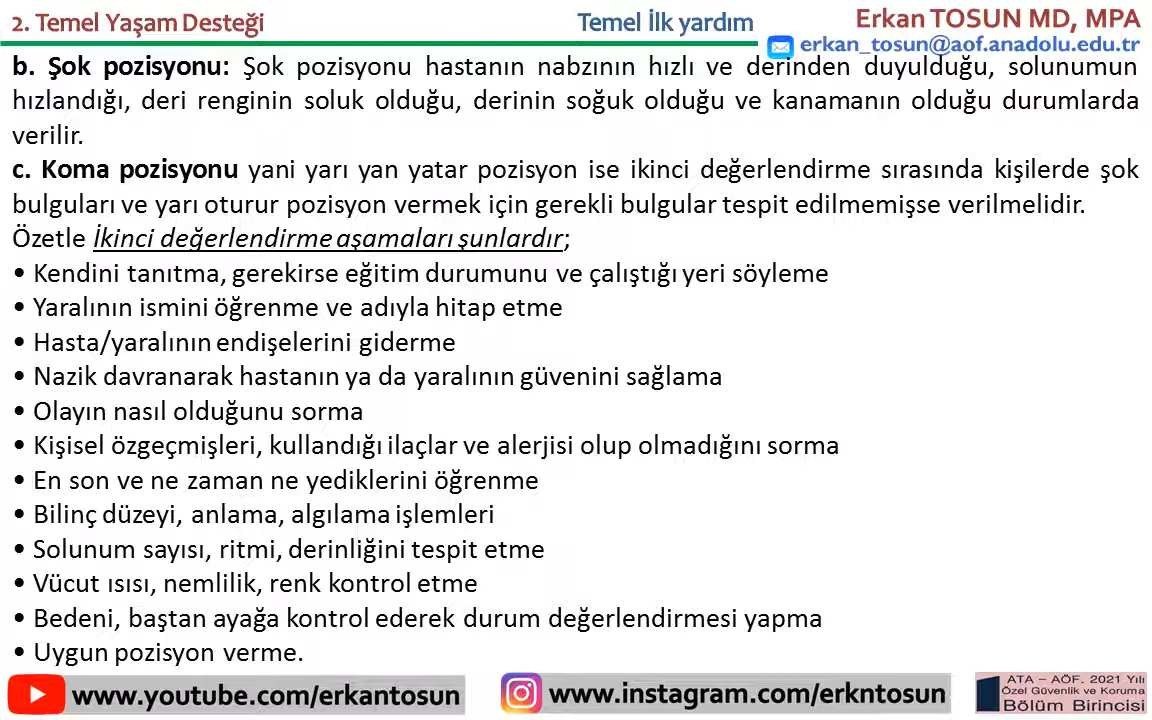 2. Temel Yaşam Desteği
Temel İlk yardım
Erkan TOSUN MD, MPA
erkan_tosun@aof.anadolu.edu.tr
b. Şok pozisyonu: Şok pozisyonu hastanın nabzının hızlı ve derinden duyulduğu, solunumun
hızlandığı, deri renginin soluk olduğu, derinin soğuk olduğu ve kanamanın olduğu durumlarda
verilir.
c. Koma pozisyonu yani yarı yan yatar pozisyon ise ikinci değerlendirme sırasında kişilerde şok
bulguları ve yarı oturur pozisyon vermek için gerekli bulgular tespit edilmemişse verilmelidir.
Özetle İkinci değerlendirme aşamaları şunlardır;
• Kendini tanıtma, gerekirse eğitim durumunu ve çalıştığı yeri söyleme
• Yaralının ismini öğrenme ve adıyla hitap etme
• Hasta/yaralının endişelerini giderme
• Nazik davranarak hastanın ya da yaralının güvenini sağlama
• Olayın nasıl olduğunu sorma
• Kişisel özgeçmişleri, kullandığı ilaçlar ve alerjisi olup olmadığını sorma
• En son ve ne zaman ne yediklerini öğrenme
• Bilinç düzeyi, anlama, algılama işlemleri
• Solunum sayısı, ritmi, derinliğini tespit etme
• Vücut ısısı, nemlilik, renk kontrol etme
• Bedeni, baştan ayağa kontrol ederek durum değerlendirmesi yapma
• Uygun pozisyon verme.
www.youtube.com/erkantosun
www.instagram.com/erkntosun
ATA – AÖF. 2021 Yılı
Özel Güvenlik ve Koruma
Bölüm Birincisi